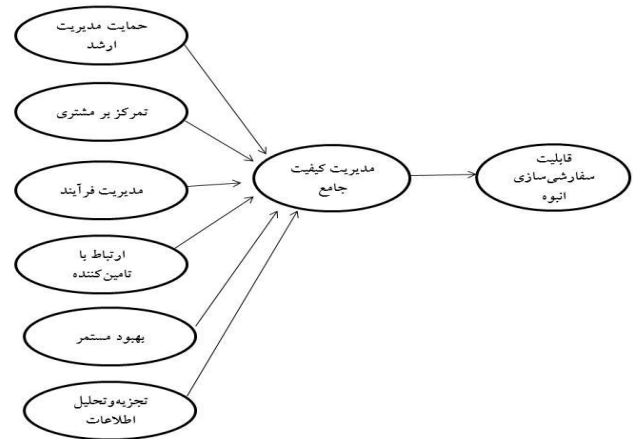 حمایت مدیریت
ارشد
تمرکز بر مشتری
مدیریت فرآیند
ارتباط با
تامین‌کننده
بهبود مستمر
تجزیه‌وتحلیل
اطلاعات
مدیریت کیفیت
جامع
قابلیت
سفارشی‌سازی
انبوه